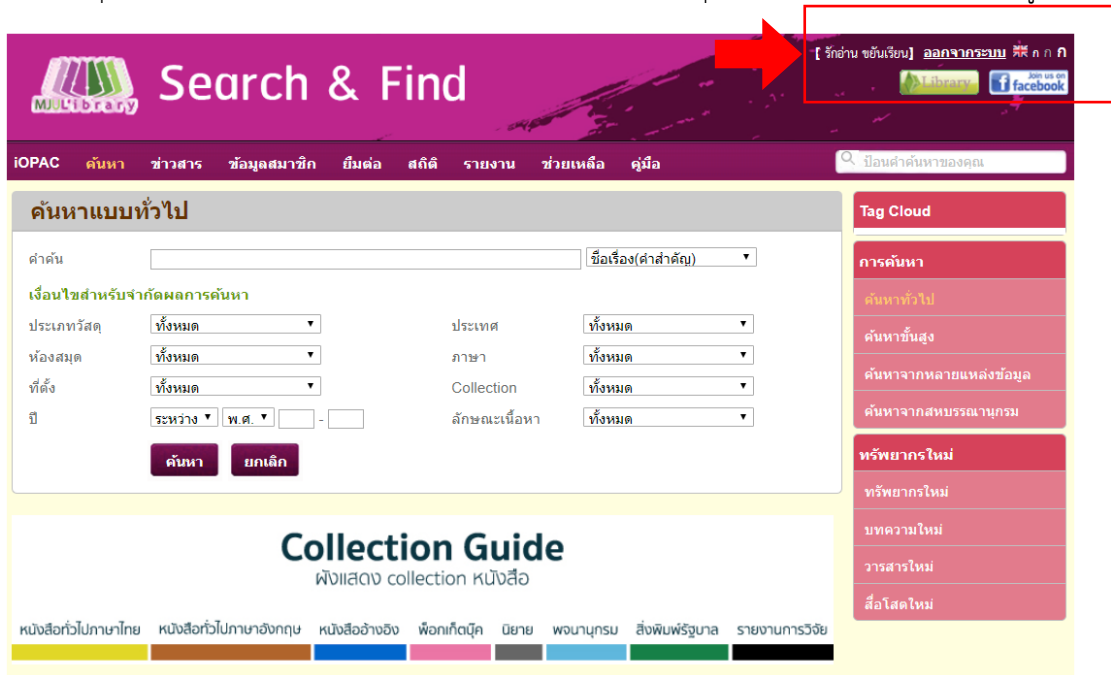 [ รักอ่าน ขยันเรียน] ออกจากระบบ ก ก ก
MJU Library
Search & Find
Library
Join us on facebook
iOPAC ค้นหา ข่าวสาร ข้อมูลสมาชิก ยืมต่อ สถิติ รายงาน ช่วยเหลือ คู่มือ
ป้อนคำค้นหาของคุณ
ค้นหาแบบทั่วไป
คำค้น ชื่อเรื่อง(คำสำคัญ)
เงื่อนไขสำหรับจำกัดผลการค้นหา
ประเภทวัสดุ ทั้งหมด ประเทศ ทั้งหมด
ห้องสมุด ทั้งหมด ภาษา ทั้งหมด
ที่ตั้ง ทั้งหมด Collection ทั้งหมด
ปี ระหว่าง พ.ศ. - ลักษณะเนื้อหา ทั้งหมด
ค้นหา ยกเลิก
Tag Cloud
การค้นหา
ค้นหาทั่วไป
ค้นหาขั้นสูง
ค้นหาจากหลายแหล่งข้อมูล
ค้นหาจากสหบรรณานุกรม
ทรัพยากรใหม่
ทรัพยากรใหม่
บทความใหม่
วารสารใหม่
สื่อโสตใหม่
Collection Guide
ผังแสดง collection หนังสือ
หนังสือทั่วไปภาษาไทย หนังสือทั่วไปภาษาอังกฤษ หนังสืออ้างอิง พ็อกเก็ตบุ๊ค นิยาย พจนานุกรม สิ่งพิมพ์รัฐบาล รายงานการวิจัย